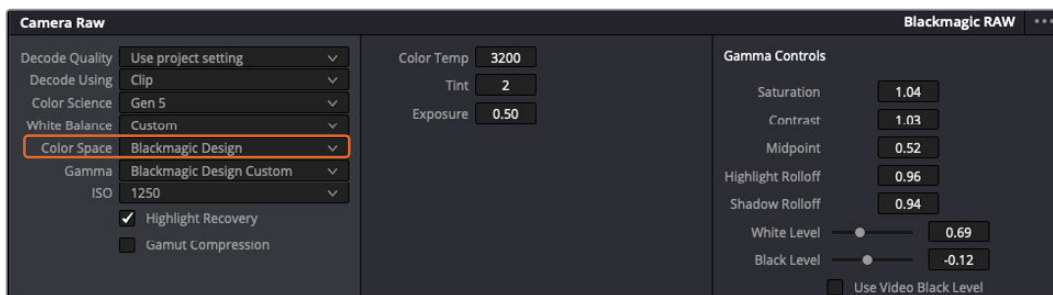 Camera Raw
Blackmagic RAW
Decode Quality Use project setting
Decode Using Clip
Color Science Gen 5
White Balance Custom
Color Space Blackmagic Design
Gamma Blackmagic Design Custom
ISO 1250
Highlight Recovery
Gamut Compression
Color Temp 3200
Tint 2
Exposure 0.50
Gamma Controls
Saturation 1.04
Contrast 1.03
Midpoint 0.52
Highlight Rolloff 0.96
Shadow Rolloff 0.94
White Level 0.69
Black Level -0.12
Use Video Black Level